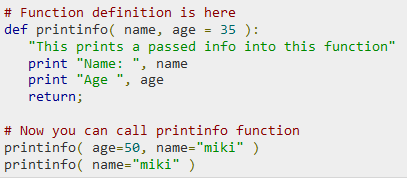 # Function definition is here
def printinfo( name, age = 35 ):
   "This prints a passed info into this function"
   print "Name: ", name
   print "Age ", age
   return;

# Now you can call printinfo function
printinfo( age=50, name="miki" )
printinfo( name="miki" )